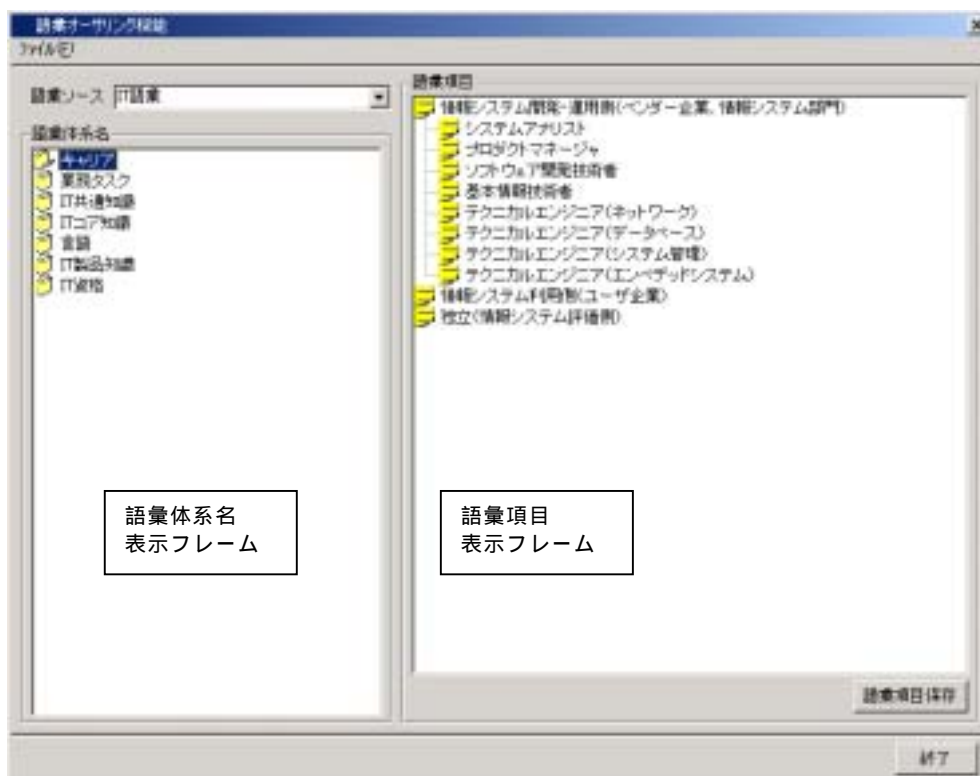 語彙オーサリング機能
ファイル(F)
語彙ソース IT語彙
語彙体系名
キャリア
業務タスク
IT共通知識
ITコア知識
言語
IT製品知識
IT資格
語彙体系名
表示フレーム
語彙項目
情報システム開発・運用側(ベンダー企業、情報システム部門)
システムアナリスト
プロダクトマネージャ
ソフトウェア開発技術者
基本情報技術者
テクニカルエンジニア(ネットワーク)
テクニカルエンジニア(データベース)
テクニカルエンジニア(システム管理)
テクニカルエンジニア(エンベデッドシステム)
情報システム利用側(ユーザ企業)
独立(情報システム評価側)
語彙項目
表示フレーム
語彙項目保存
終了